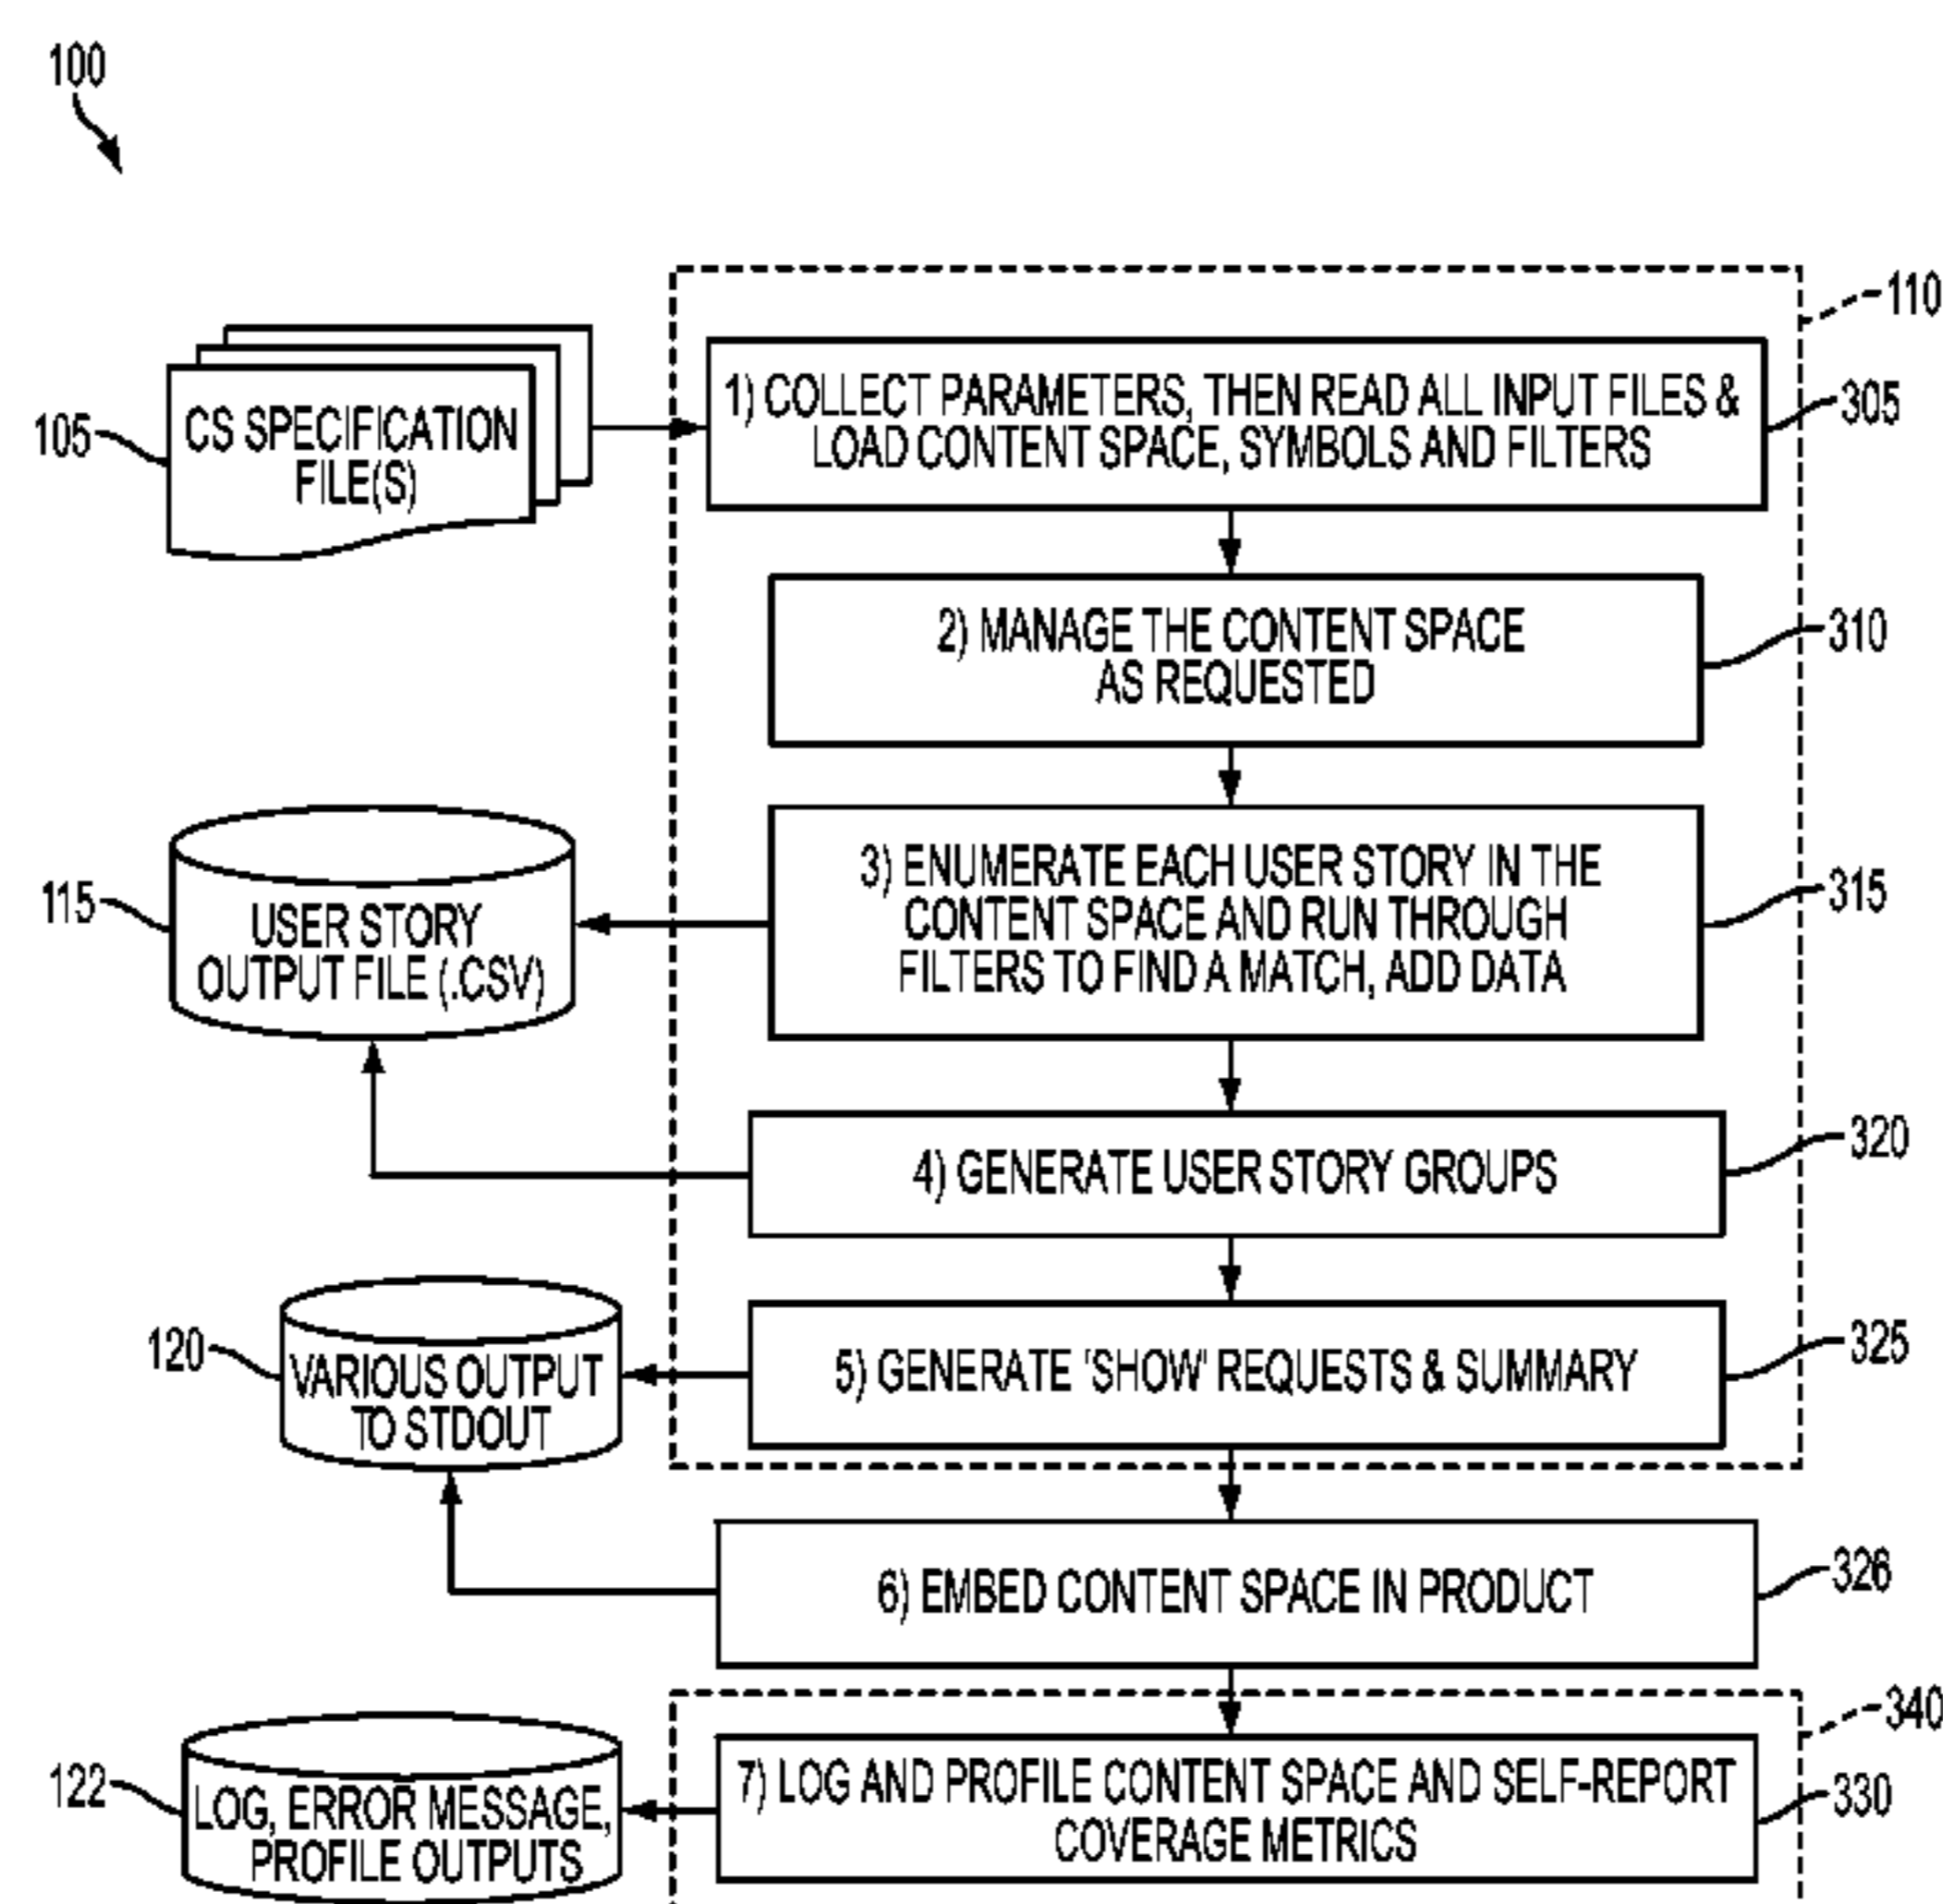 100
110
105
CS SPECIFICATION
FILE(S)
1) COLLECT PARAMETERS, THEN READ ALL INPUT FILES &
LOAD CONTENT SPACE, SYMBOLS AND FILTERS
305
2) MANAGE THE CONTENT SPACE
AS REQUESTED
310
115
USER STORY
OUTPUT FILE (.CSV)
3) ENUMERATE EACH USER STORY IN THE
CONTENT SPACE AND RUN THROUGH
FILTERS TO FIND A MATCH, ADD DATA
315
4) GENERATE USER STORY GROUPS
320
120
VARIOUS OUTPUT
TO STDOUT
5) GENERATE 'SHOW' REQUESTS & SUMMARY
325
6) EMBED CONTENT SPACE IN PRODUCT
326
340
122
LOG, ERROR MESSAGE,
PROFILE OUTPUTS
7) LOG AND PROFILE CONTENT SPACE AND SELF-REPORT
COVERAGE METRICS
330